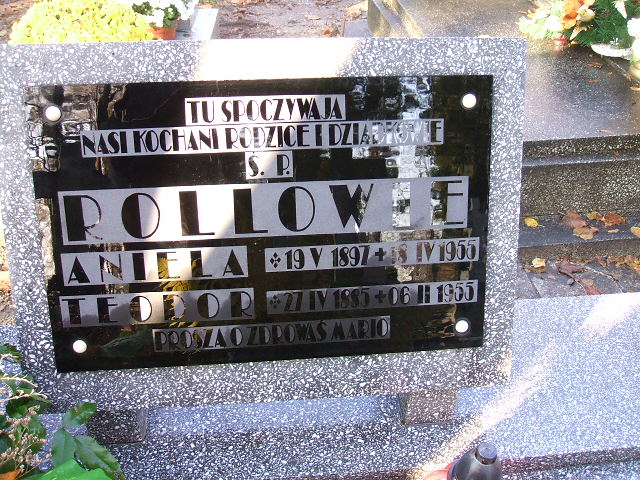 TU SPOCZYWAJĄ
NASI KOCHANI RODZICE I DZIADKOWIE
Ś. P.
ROLLOWIE
ANIELA ✣ 19 V 1897 + 18 IV 1955
TEODOR ✣ 27 IV 1885 + 06 II 1955
PROSZĄ O ZDROWAŚ MARIO